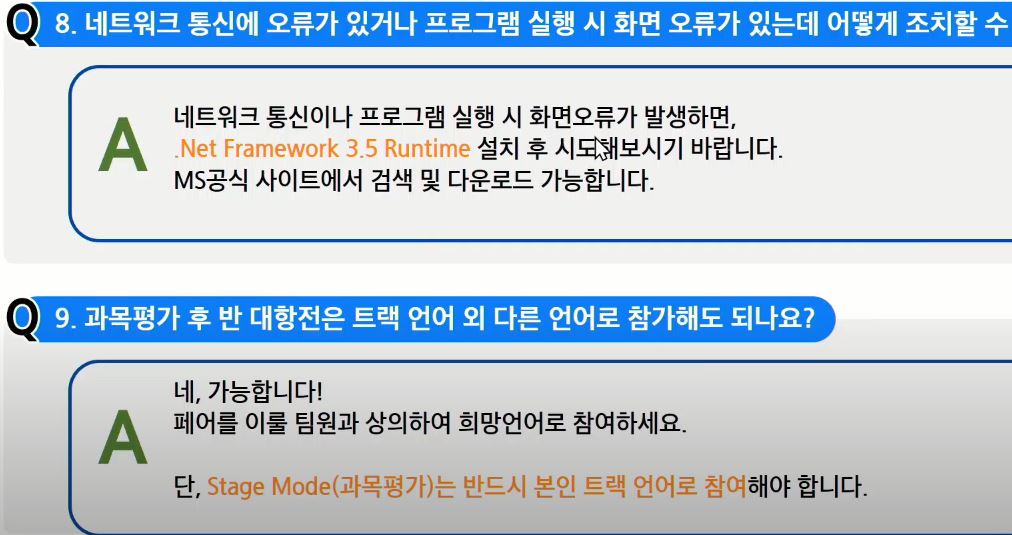 Q 8. 네트워크 통신에 오류가 있거나 프로그램 실행 시 화면 오류가 있는데 어떻게 조치할 수
A
네트워크 통신이나 프로그램 실행 시 화면오류가 발생하면,
.Net Framework 3.5 Runtime 설치 후 시도해보시기 바랍니다.
MS공식 사이트에서 검색 및 다운로드 가능합니다.
Q 9. 과목평가 후 반 대항전은 트랙 언어 외 다른 언어로 참가해도 되나요?
A
네, 가능합니다!
페어를 이룰 팀원과 상의하여 희망언어로 참여하세요.
단, Stage Mode(과목평가)는 반드시 본인 트랙 언어로 참여해야 합니다.